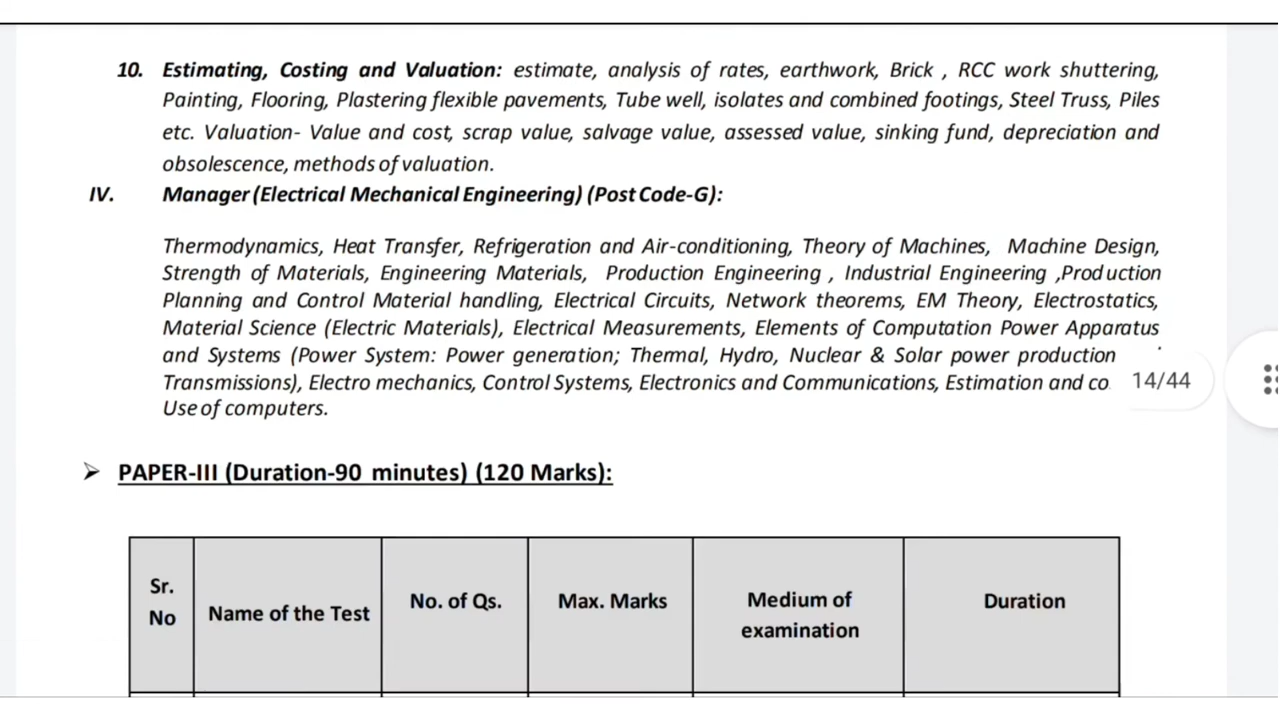 10. Estimating, Costing and Valuation: estimate, analysis of rates, earthwork, Brick , RCC work shuttering,
Painting, Flooring, Plastering flexible pavements, Tube well, isolates and combined footings, Steel Truss, Piles
etc. Valuation- Value and cost, scrap value, salvage value, assessed value, sinking fund, depreciation and
obsolescence, methods of valuation.
IV. Manager (Electrical Mechanical Engineering) (Post Code-G):
Thermodynamics, Heat Transfer, Refrigeration and Air-conditioning, Theory of Machines, Machine Design,
Strength of Materials, Engineering Materials, Production Engineering , Industrial Engineering ,Production
Planning and Control Material handling, Electrical Circuits, Network theorems, EM Theory, Electrostatics,
Material Science (Electric Materials), Electrical Measurements, Elements of Computation Power Apparatus
and Systems (Power System: Power generation; Thermal, Hydro, Nuclear & Solar power production
Transmissions), Electro mechanics, Control Systems, Electronics and Communications, Estimation and co
14/44
Use of computers.
➢ PAPER-III (Duration-90 minutes) (120 Marks):
Sr. No
Name of the Test
No. of Qs.
Max. Marks
Medium of
examination
Duration